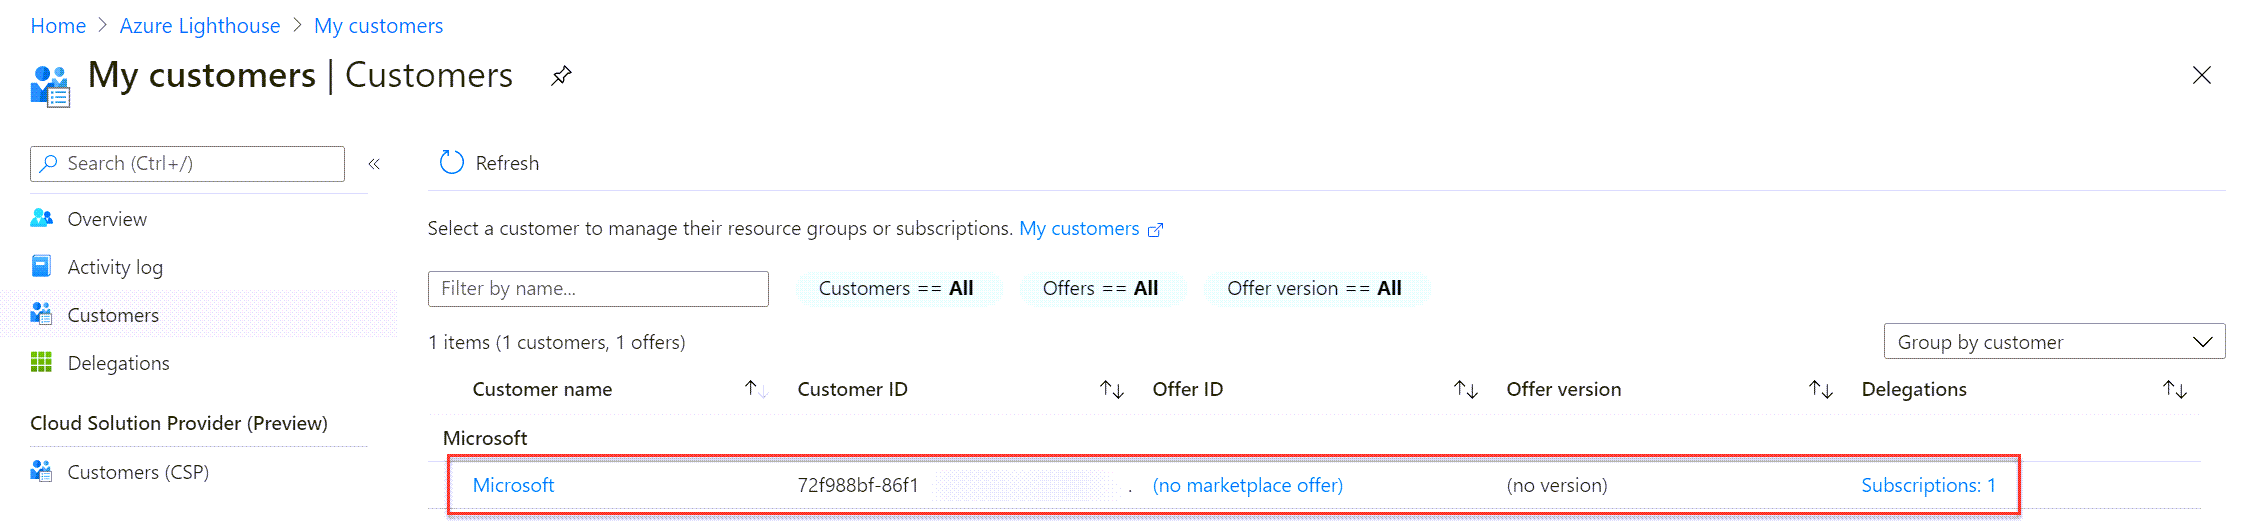 Home > Azure Lighthouse > My customers
My customers | Customers
Search (Ctrl+/) «
Refresh
Overview
Activity log
Customers
Delegations
Cloud Solution Provider (Preview)
Customers (CSP)
Select a customer to manage their resource groups or subscriptions. My customers
Filter by name... Customers == All Offers == All Offer version == All
1 items (1 customers, 1 offers) Group by customer
Customer name Customer ID Offer ID Offer version Delegations
Microsoft
Microsoft 72f988bf-86f1 . (no marketplace offer) (no version) Subscriptions: 1